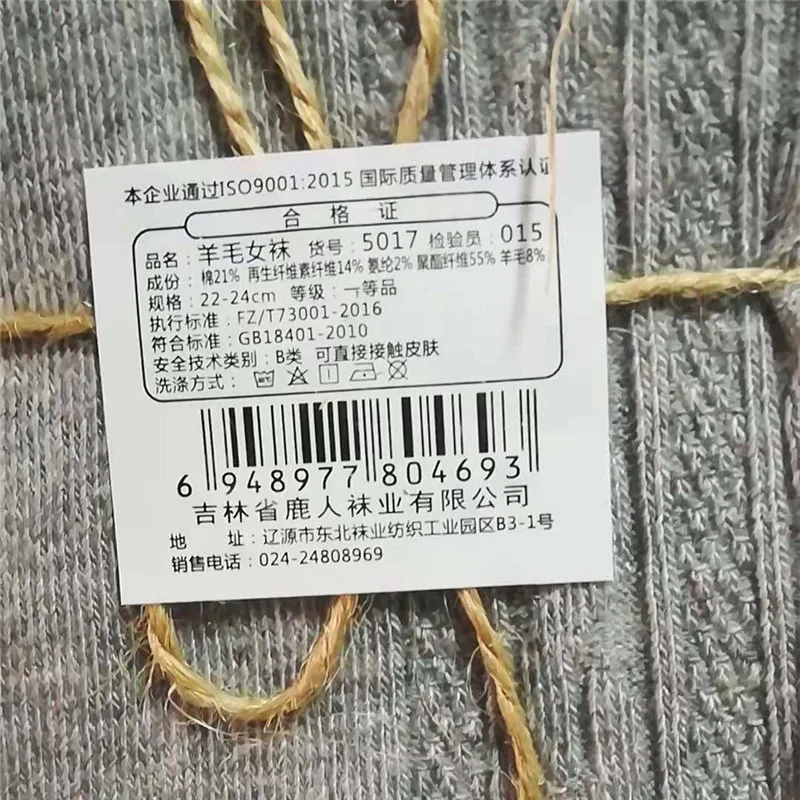 本企业通过ISO9001:2015 国际质量管理体系认证
合格证
品名：羊毛女袜 货号：5017 检验员：015
成份：棉21% 再生纤维素纤维14% 氨纶2% 聚酯纤维55% 羊毛8%
规格：22-24cm 等级：一等品
执行标准：FZ/T73001-2016
符合标准：GB18401-2010
安全技术类别：B类 可直接接触皮肤
洗涤方式：
6 948977 804693
吉林省鹿人袜业有限公司
地 址：辽源市东北袜业纺织工业园区B3-1号
销售电话：024-24808969